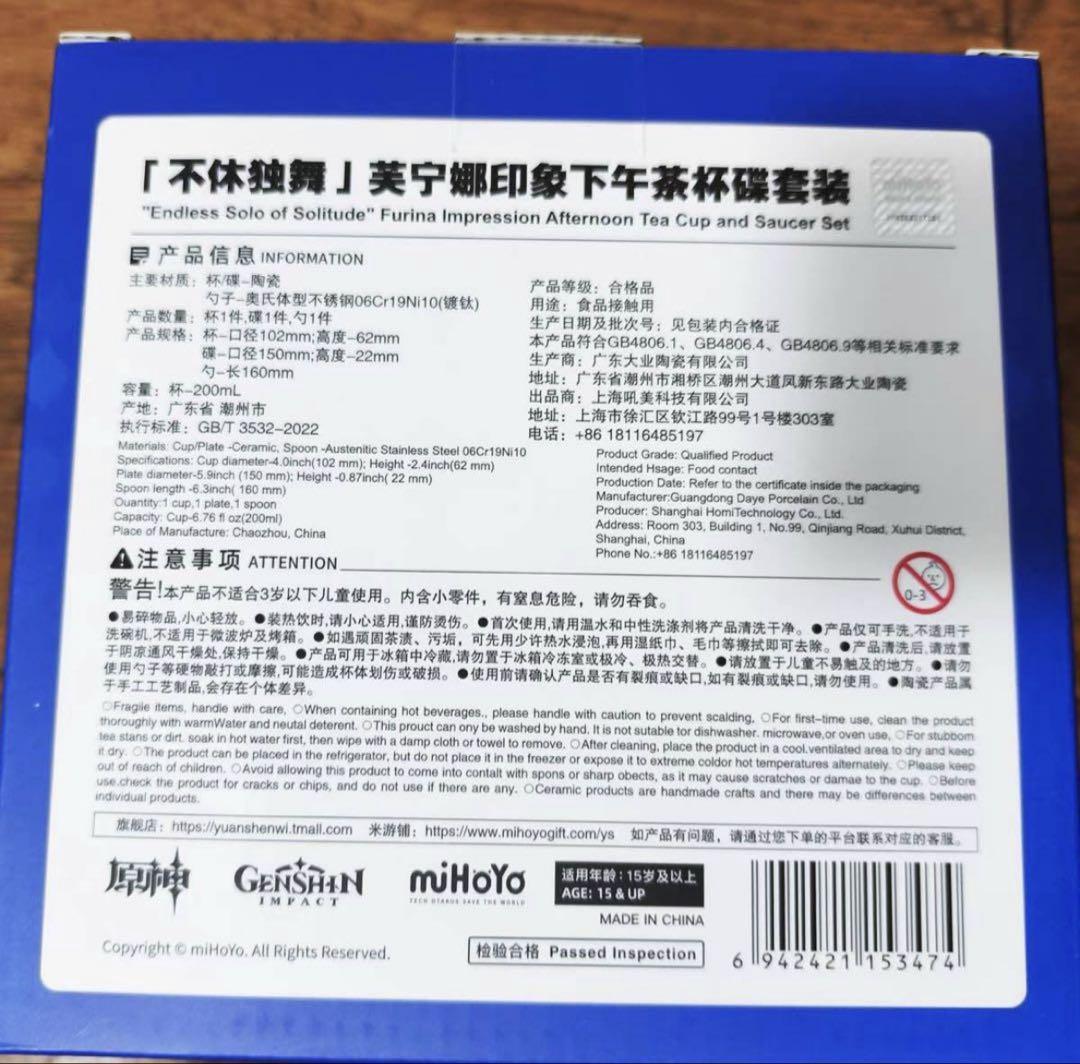 「不休独舞」芙宁娜印象下午茶杯碟套装
"Endless Solo of Solitude" Furina Impression Afternoon Tea Cup and Saucer Set
miHoYo
产品信息 INFORMATION
主要材质：杯/碟-陶瓷
勺子-奥氏体型不锈钢06Cr19Ni10(镀钛)
产品数量：杯1件,碟1件,勺1件
产品规格：杯-口径102mm;高度-62mm
碟-口径150mm;高度-22mm
勺-长160mm
容量：杯-200mL
产地：广东省 潮州市
执行标准：GB/T 3532-2022
产品等级：合格品
用途：食品接触用
生产日期及批次号：见包装内合格证
本产品符合GB4806.1、GB4806.4、GB4806.9等相关标准要求
生产商：广东大业陶瓷有限公司
地址：广东省潮州市湘桥区潮州大道凤新东路大业陶瓷
出品商：上海吼美科技有限公司
地址：上海市徐汇区钦江路99号1号楼303室
电话：+86 18116485197
Materials: Cup/Plate -Ceramic, Spoon -Austenitic Stainless Steel 06Cr19Ni10
Specifications: Cup diameter-4.0inch(102 mm); Height -2.4inch(62 mm)
Plate diameter-5.9inch (150 mm); Height -0.87inch( 22 mm)
Spoon length -6.3inch( 160 mm)
Quantity:1 cup,1 plate,1 spoon
Capacity: Cup-6.76 fl oz(200ml)
Place of Manufacture: Chaozhou, China
Product Grade: Qualified Product
Intended Hsage: Food contact
Production Date: Refer to the certificate inside the packaging
Manufacturer:Guangdong Daye Porcelain Co., Ltd
Producer: Shanghai HomiTechnology Co., Ltd.
Address: Room 303, Building 1, No.99, Qinjiang Road, Xuhui District,
Shanghai, China
Phone No.:+86 18116485197
注意事项 ATTENTION
警告!本产品不适合3岁以下儿童使用。内含小零件，有窒息危险，请勿吞食。
0-3
●易碎物品,小心轻放。●装热饮时,请小心适用,谨防烫伤。●首次使用,请用温水和中性洗涤剂将产品清洗干净。●产品仅可手洗,不适用于
洗碗机,不适用于微波炉及烤箱。●如遇顽固茶渍、污垢，可先用少许热水浸泡,再用湿纸巾、毛巾等擦拭即可去除。●产品清洗后,请放置
于阴凉通风干燥处,保持干燥。●产品可用于冰箱中冷藏,请勿置于冰箱冷冻室或极冷、极热交替。●请放置于儿童不易触及的地方。●请勿
使用勺子等硬物敲打或摩擦,可能造成杯体划伤或破损。●使用前请确认产品是否有裂痕或缺口,如有裂痕或缺口,请勿使用。●陶瓷产品属
于手工工艺制品,会存在个体差异。
○Fragile items, handle with care, ○When containing hot beverages., please handle with caution to prevent scalding, ○For first-time use, clean the product
thoroughly with warmWater and neutal deterent. ○This prouct can ony be washed by hand. It is not sutable tor dishwasher. microwave,or oven use, ○For stubbom
tea stans or dirt. soak in hot water first, then wipe with a damp cloth or towel to remove. ○After cleaning, place the product in a cool.ventilated area to dry and keep
it dry. ○The product can be placed in the refrigerator, but do not place it in the freezer or expose it to extreme coldor hot temperatures alternately. ○Please keep
out of reach of children. ○Avoid allowing this product to come into contalt with spons or sharp obects, as it may cause scratches or damae to the cup. ○Before
use.check the product for cracks or chips, and do not use if there are any. ○Ceramic products are handmade crafts and there may be differences between
individual products.
旗舰店：https://yuanshenwi.tmall.com 米游铺：https://www.mihoyogift.com/ys 如产品有问题，请通过您下单的平台联系对应的客服。
原神
GENSHIN
IMPACT
miHoYo
TECH OTAKUS SAVE THE WORLD
适用年龄：15岁及以上
AGE: 15 & UP
MADE IN CHINA
Copyright © miHoYo. All Rights Reserved.
检验合格 Passed Inspection
6 942421 153474